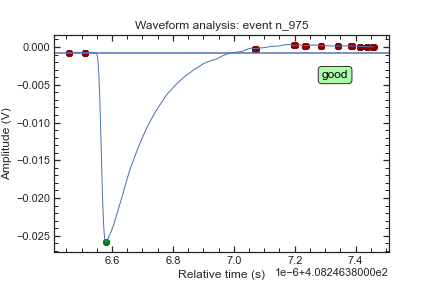 Waveform analysis: event n_975
0.000
−0.005
−0.010
−0.015
−0.020
−0.025
Amplitude (V)
good
6.6
6.8
7.0
7.2
7.4
Relative time (s)
1e−6+4.0824638000e2